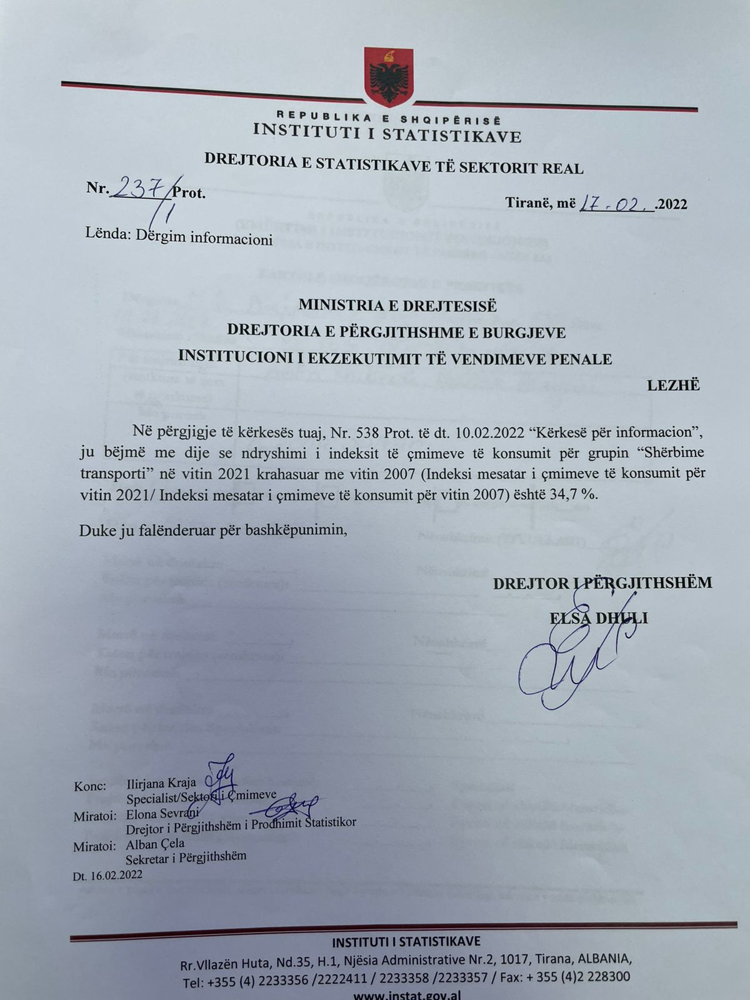 REPUBLIKA E SHQIPËRISË
INSTITUTI I STATISTIKAVE
DREJTORIA E STATISTIKAVE TË SEKTORIT REAL
Nr. 237/1 Prot.
Tiranë, më 17.02.2022
Lënda: Dërgim informacioni
MINISTRIA E DREJTESISË
DREJTORIA E PËRGJITHSHME E BURGJEVE
INSTITUCIONI I EKZEKUTIMIT TË VENDIMEVE PENALE
LEZHË
Në përgjigje të kërkesës tuaj, Nr. 538 Prot. të dt. 10.02.2022 “Kërkesë për informacion”,
ju bëjmë me dije se ndryshimi i indeksit të çmimeve të konsumit për grupin “Shërbime
transporti” në vitin 2021 krahasuar me vitin 2007 (Indeksi mesatar i çmimeve të konsumit për
vitin 2021/ Indeksi mesatar i çmimeve të konsumit për vitin 2007) është 34,7 %.
Duke ju falënderuar për bashkëpunimin,
DREJTOR I PËRGJITHSHËM
ELSA DHULI
Konc: Ilirjana Kraja
Specialist/Sektori i Çmimeve
Miratoi: Elona Sevrani
Drejtor i Përgjithshëm i Prodhimit Statistikor
Miratoi: Alban Çela
Sekretar i Përgjithshëm
Dt. 16.02.2022
INSTITUTI I STATISTIKAVE
Rr.Vllazën Huta, Nd.35, H.1, Njësia Administrative Nr.2, 1017, Tirana, ALBANIA,
Tel: +355 (4) 2233356 /2222411 / 2233358 /2233357 / Fax: + 355 (4)2 228300
www.instat.gov.al